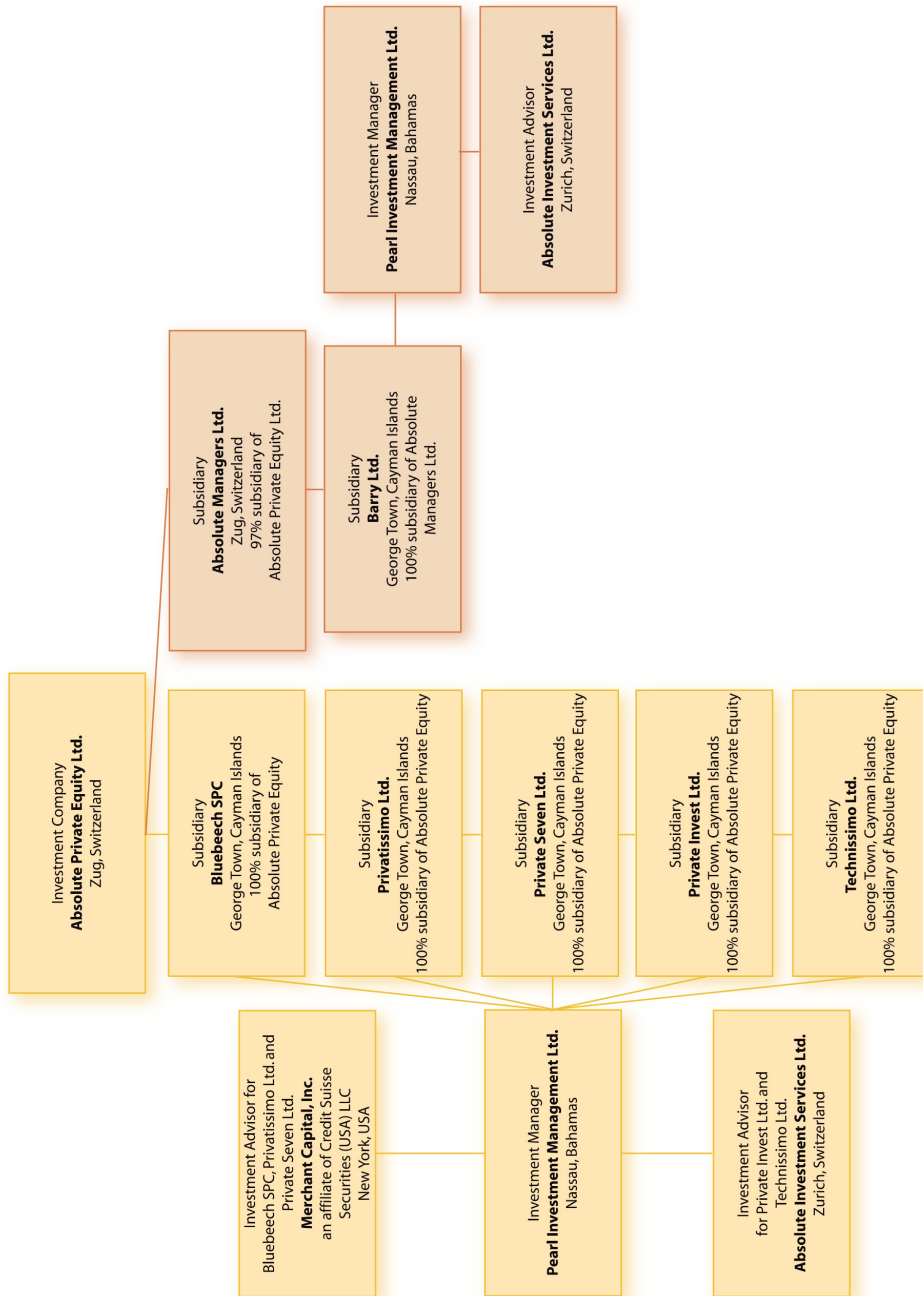 Investment Company
Absolute Private Equity Ltd.
Zug, Switzerland
Investment Advisor for
Bluebeech SPC, Privatissimo Ltd. and
Private Seven Ltd.
Merchant Capital, Inc.
an affiliate of Credit Suisse
Securities (USA) LLC
New York, USA
Subsidiary
Bluebeech SPC
George Town, Cayman Islands
100% subsidiary of
Absolute Private Equity
Subsidiary
Absolute Managers Ltd.
Zug, Switzerland
97% subsidiary of
Absolute Private Equity Ltd.
Subsidiary
Privatissimo Ltd.
George Town, Cayman Islands
100% subsidiary of Absolute Private Equity
Subsidiary
Barry Ltd.
George Town, Cayman Islands
100% subsidiary of Absolute
Managers Ltd.
Investment Manager
Pearl Investment Management Ltd.
Nassau, Bahamas
Investment Manager
Pearl Investment Management Ltd.
Nassau, Bahamas
Subsidiary
Private Seven Ltd.
George Town, Cayman Islands
100% subsidiary of Absolute Private Equity
Investment Advisor
Absolute Investment Services Ltd.
Zurich, Switzerland
Subsidiary
Private Invest Ltd.
George Town, Cayman Islands
100% subsidiary of Absolute Private Equity
Investment Advisor
for Private Invest Ltd. and
Technissimo Ltd.
Absolute Investment Services Ltd.
Zurich, Switzerland
Subsidiary
Technissimo Ltd.
George Town, Cayman Islands
100% subsidiary of Absolute Private Equity